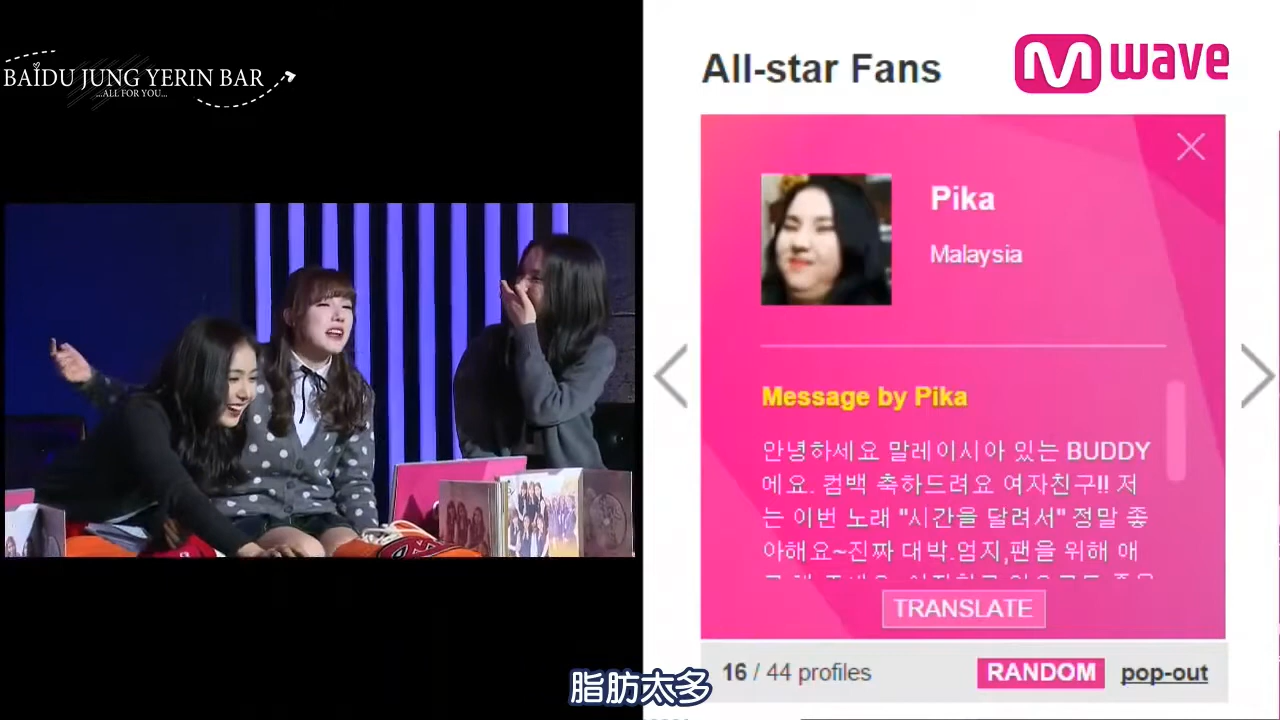 BAIDU JUNG YERIN BAR
...ALL FOR YOU...
All-star Fans
M wave
Pika
Malaysia
Message by Pika
안녕하세요 말레이시아 있는 BUDDY
에요. 컴백 축하드려요 여자친구!! 저
는 이번 노래 "시간을 달려서" 정말 좋
아해요~진짜 대박.엄지,팬을 위해 애
TRANSLATE
16 / 44 profiles
RANDOM
pop-out
脂肪太多